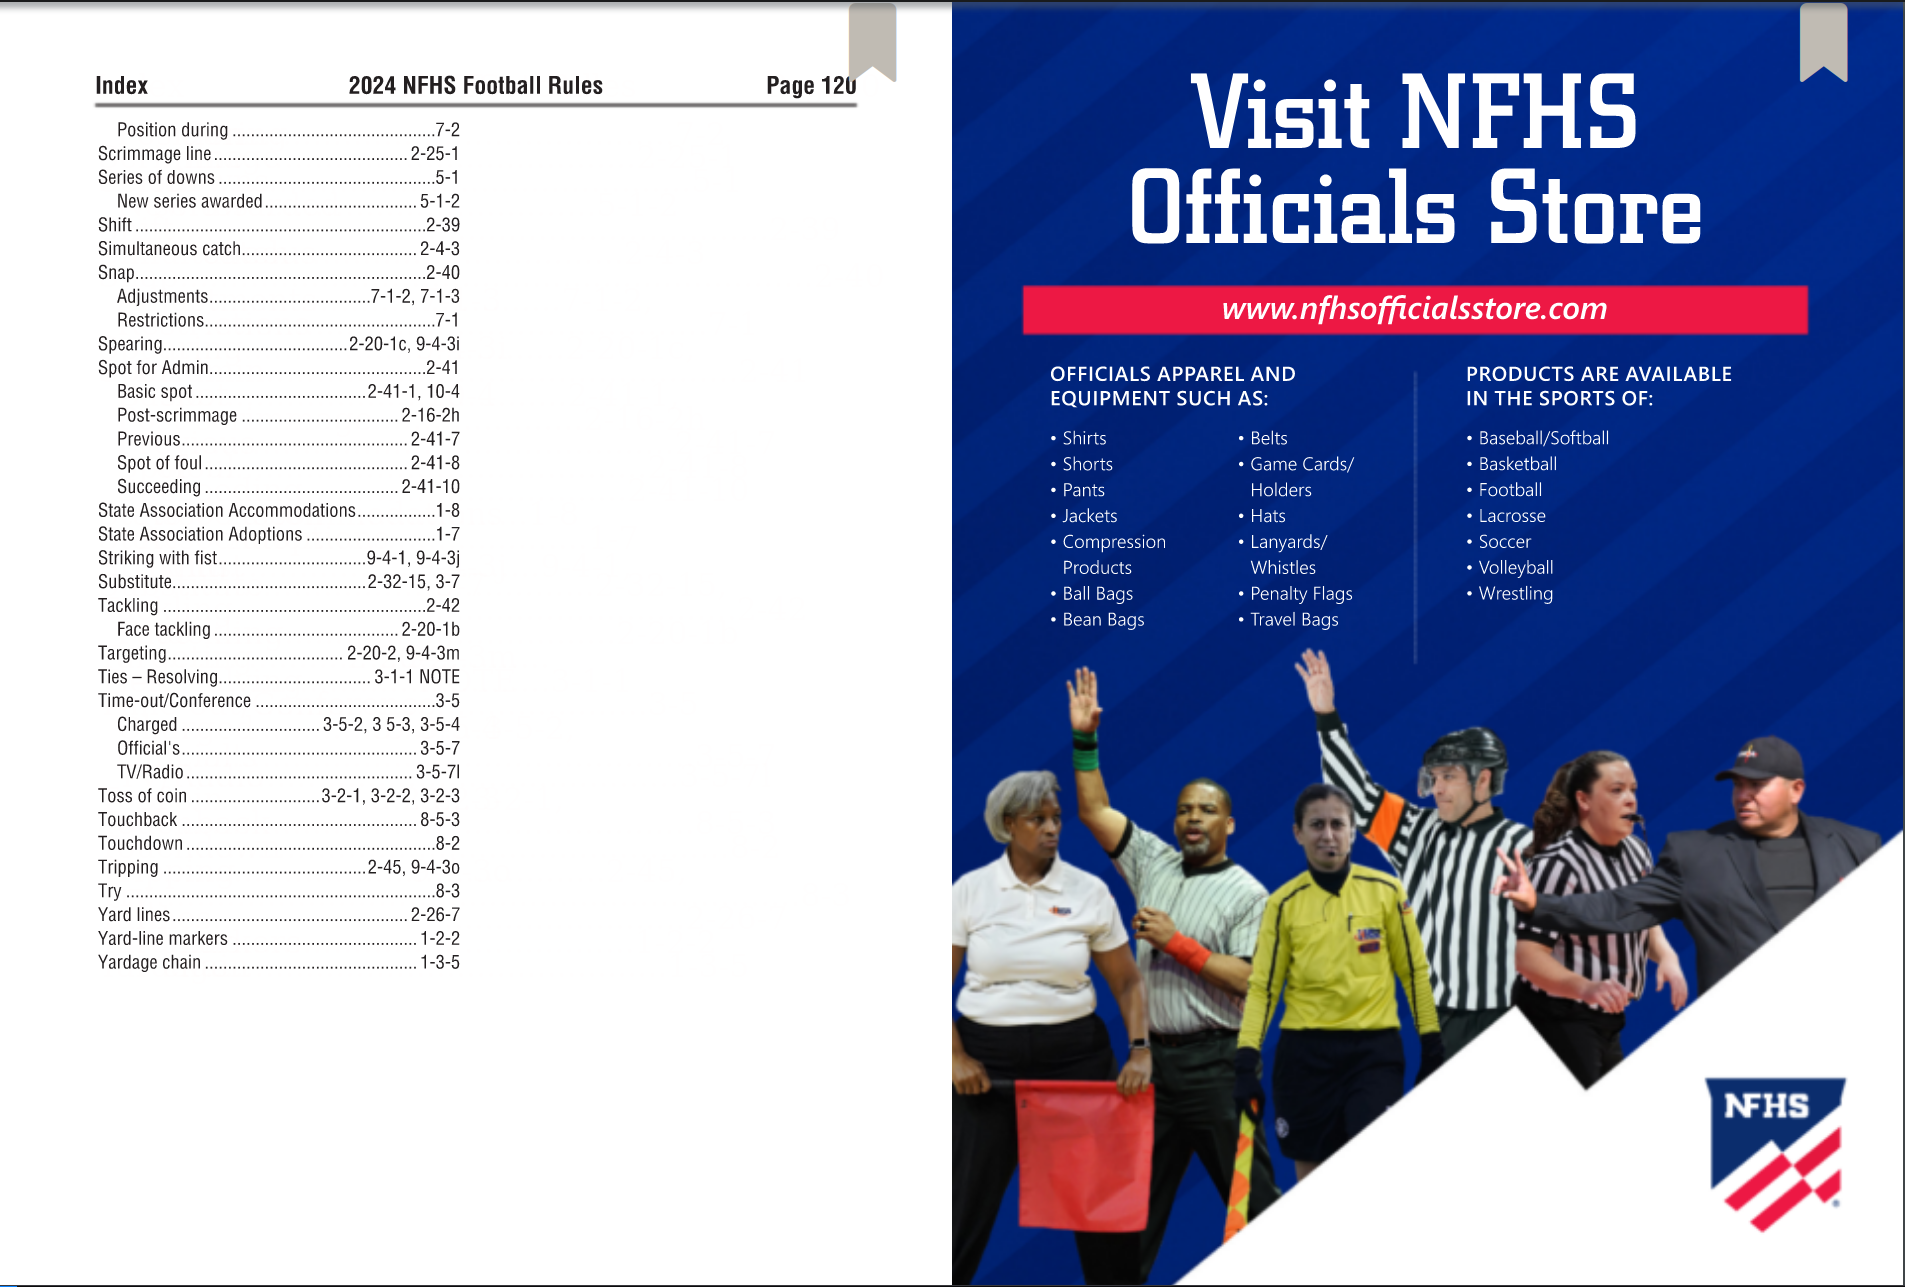 Index 2024 NFHS Football Rules Page 120
Position during ............................................7-2
Scrimmage line.......................................... 2-25-1
Series of downs ...............................................5-1
New series awarded................................. 5-1-2
Shift ...............................................................2-39
Simultaneous catch...................................... 2-4-3
Snap...............................................................2-40
Adjustments...................................7-1-2, 7-1-3
Restrictions..................................................7-1
Spearing........................................2-20-1c, 9-4-3i
Spot for Admin...............................................2-41
Basic spot.....................................2-41-1, 10-4
Post-scrimmage .................................. 2-16-2h
Previous................................................. 2-41-7
Spot of foul............................................ 2-41-8
Succeeding .......................................... 2-41-10
State Association Accommodations.................1-8
State Association Adoptions ............................1-7
Striking with fist................................9-4-1, 9-4-3j
Substitute..........................................2-32-15, 3-7
Tackling .........................................................2-42
Face tackling ........................................ 2-20-1b
Targeting...................................... 2-20-2, 9-4-3m
Ties – Resolving................................. 3-1-1 NOTE
Time-out/Conference .......................................3-5
Charged .............................. 3-5-2, 3 5-3, 3-5-4
Official's................................................... 3-5-7
TV/Radio................................................. 3-5-7l
Toss of coin ............................3-2-1, 3-2-2, 3-2-3
Touchback ................................................... 8-5-3
Touchdown ......................................................8-2
Tripping ............................................2-45, 9-4-3o
Try ...................................................................8-3
Yard lines................................................... 2-26-7
Yard-line markers ........................................ 1-2-2
Yardage chain .............................................. 1-3-5
Visit NFHS
Officials Store
www.nfhsofficialsstore.com
OFFICIALS APPAREL AND
EQUIPMENT SUCH AS:
• Shirts
• Shorts
• Pants
• Jackets
• Compression
Products
• Ball Bags
• Bean Bags
• Belts
• Game Cards/
Holders
• Hats
• Lanyards/
Whistles
• Penalty Flags
• Travel Bags
PRODUCTS ARE AVAILABLE
IN THE SPORTS OF:
• Baseball/Softball
• Basketball
• Football
• Lacrosse
• Soccer
• Volleyball
• Wrestling
NFHS